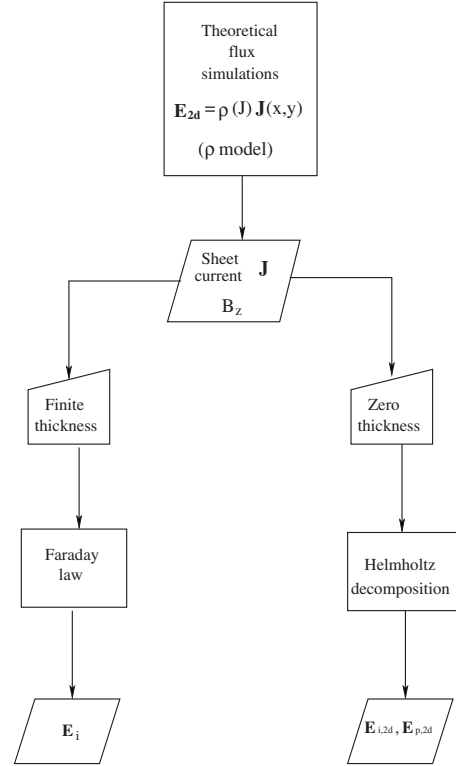 Theoretical
flux
simulations
E2d = ρ (J) J(x,y)
(ρ model)
Sheet
current J
Bz
Finite
thickness
Zero
thickness
Faraday
law
Helmholtz
decomposition
Ei
Ei,2d , Ep,2d